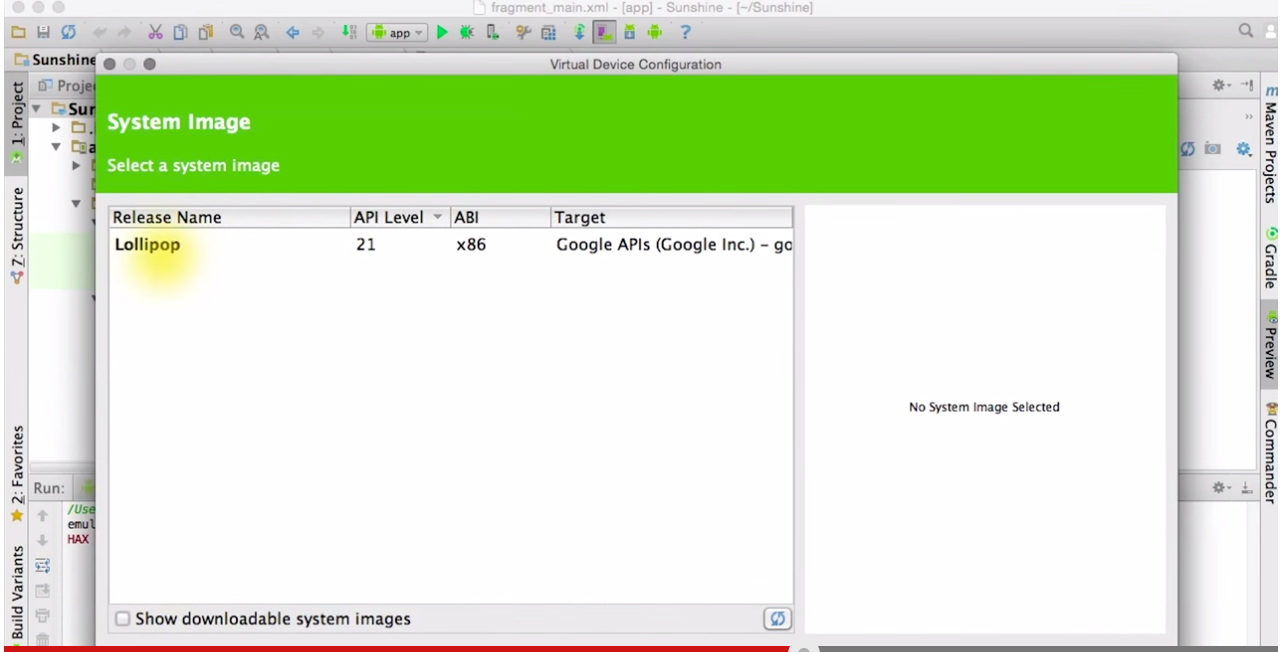 fragment_main.xml - [app] - Sunshine - [~/Sunshine]
app
?
Sunshine
Virtual Device Configuration
1: Project
7: Structure
2: Favorites
Build Variants
System Image
Select a system image
Release Name API Level ABI Target
Lollipop 21 x86 Google APIs (Google Inc.) – go
No System Image Selected
Show downloadable system images
Run:
/Use
emul
HAX
Maven Projects
Gradle
Preview
Commander